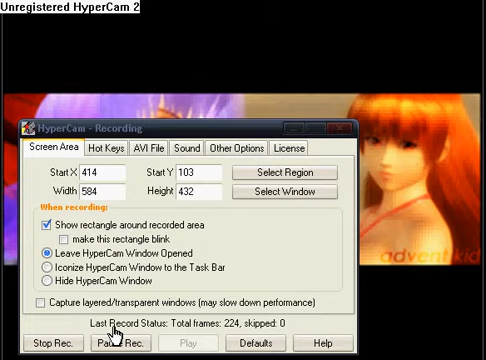 Unregistered HyperCam 2
HyperCam - Recording
Screen Area Hot Keys AVI File Sound Other Options License
Start X 414 Start Y 103 Select Region
Width 584 Height 432 Select Window
When recording:
Show rectangle around recorded area
make this rectangle blink
Leave HyperCam Window Opened
Iconize HyperCam Window to the Task Bar
Hide HyperCam Window
Capture layered/transparent windows (may slow down performance)
Last Record Status: Total frames: 224, skipped: 0
Stop Rec. Pause Rec. Play Defaults Help